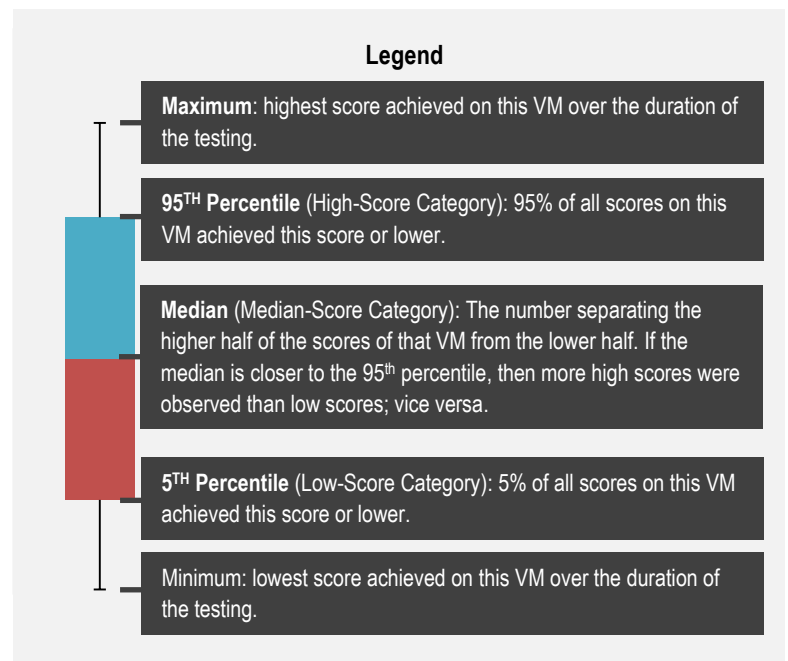 Legend
Maximum: highest score achieved on this VM over the duration of
the testing.
95TH Percentile (High-Score Category): 95% of all scores on this
VM achieved this score or lower.
Median (Median-Score Category): The number separating the
higher half of the scores of that VM from the lower half. If the
median is closer to the 95th percentile, then more high scores were
observed than low scores; vice versa.
5TH Percentile (Low-Score Category): 5% of all scores on this VM
achieved this score or lower.
Minimum: lowest score achieved on this VM over the duration of
the testing.